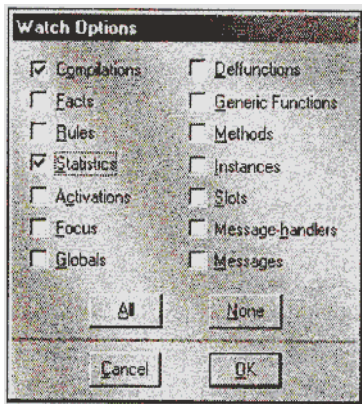 Watch Options
Compilations
Facts
Rules
Statistics
Activations
Focus
Globals
Deffunctions
Generic Functions
Methods
Instances
Slots
Message-handlers
Messages
All
None
Cancel
OK